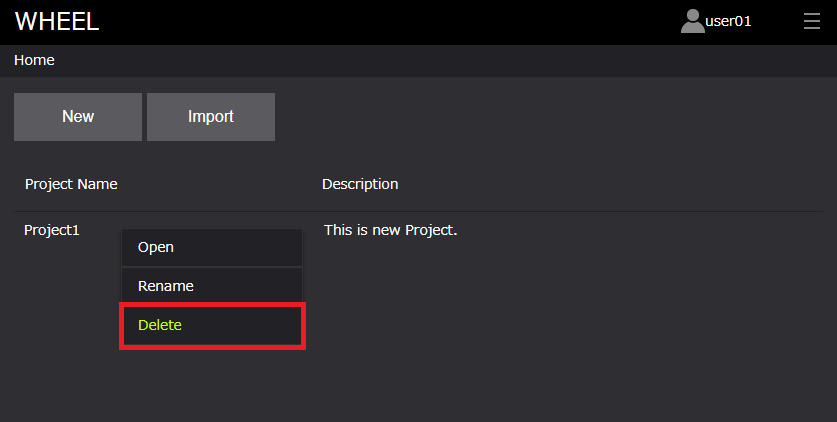 WHEEL
user01
Home
New Import
Project Name Description
Project1 This is new Project.
Open
Rename
Delete